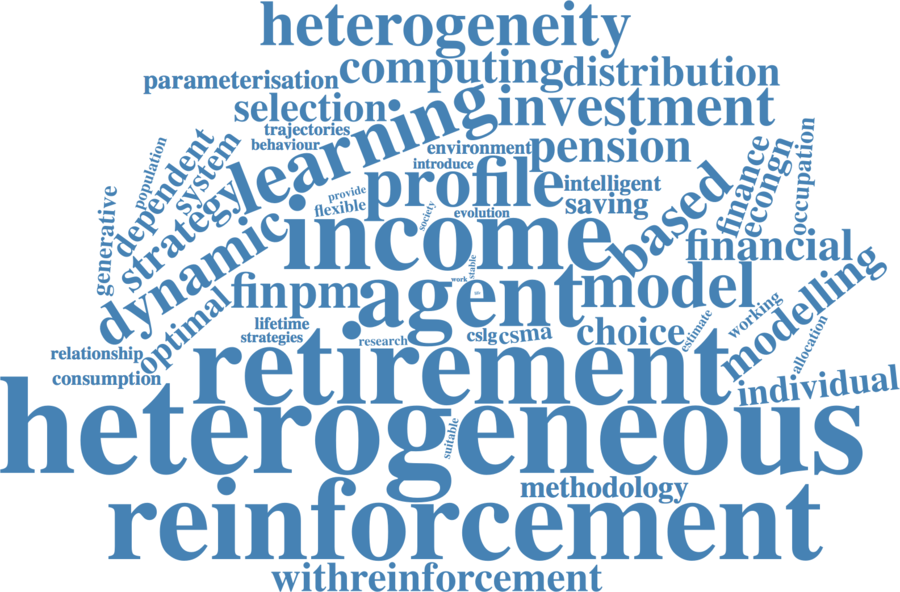 heterogeneity
parameterisation
computing
distribution
selection
learning
investment
trajectories
behaviour
environment
introduce
pension
population
dependent
system
strategy
profile
intelligent
saving
provide
flexible
society
evolution
based
finance
econgn
occupation
generative
dynamic
income
financial
work
stable
finpm
agent
model
modelling
optimal
lifetime
strategies
research
cslg
csma
choice
estimate
working
allocation
relationship
consumption
retirement
individual
heterogeneous
suitable
methodology
reinforcement
withreinforcement